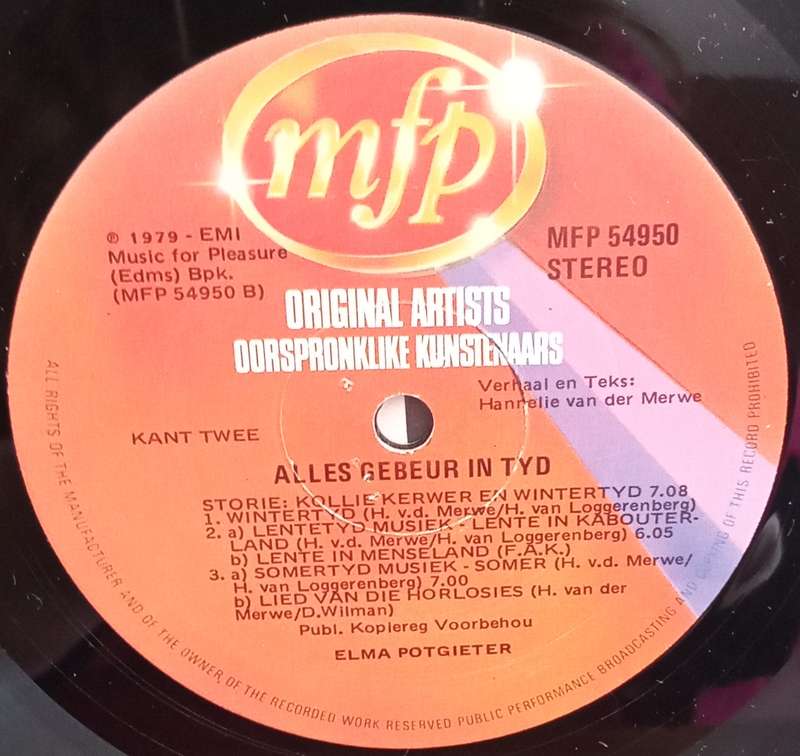 mfp
℗ 1979 - EMI
Music for Pleasure
(Edms) Bpk.
(MFP 54950 B)
MFP 54950
STEREO
ORIGINAL ARTISTS
OORSPRONKLIKE KUNSTENAARS
Verhaal en Teks:
Hannelie van der Merwe
KANT TWEE
ALLES GEBEUR IN TYD
STORIE: KOLLIE KERWER EN WINTERTYD 7.08
1. WINTERTYD (H. v.d. Merwe/H. van Loggerenberg)
2. a) LENTETYD MUSIEK - LENTE IN KABOUTER-
LAND (H. v.d. Merwe/H. van Loggerenberg) 6.05
b) LENTE IN MENSELAND (F.A.K.)
3. a) SOMERTYD MUSIEK - SOMER (H. v.d. Merwe/
H. van Loggerenberg) 7.00
b) LIED VAN DIE HORLOSIES (H. van der
Merwe/D.Wilman)
Publ. Kopiereg Voorbehou
ELMA POTGIETER
ALL RIGHTS OF THE MANUFACTURER AND OF THE OWNER OF THE RECORDED WORK RESERVED PUBLIC PERFORMANCE BROADCASTING AND COPYING OF THIS RECORD PROHIBITED